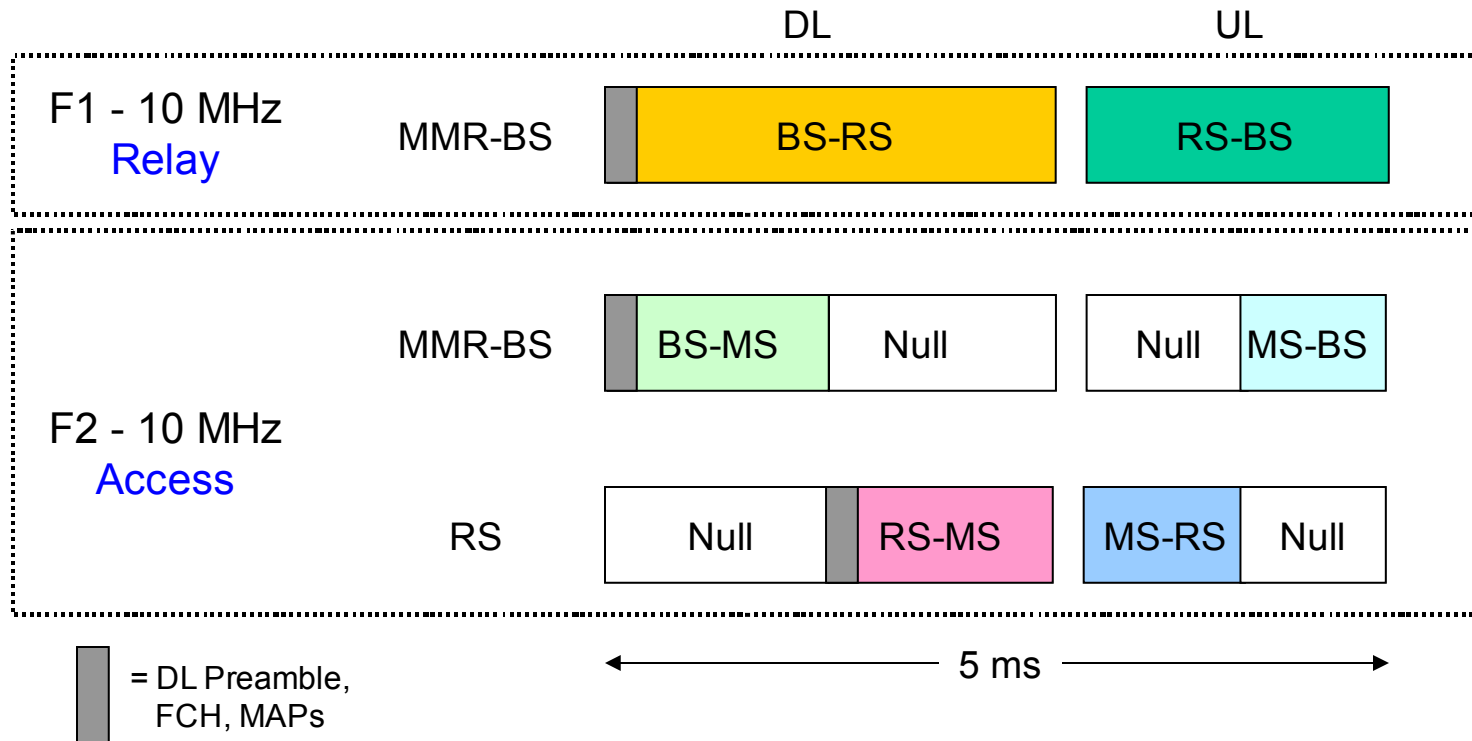 DL UL
F1 - 10 MHz
Relay
MMR-BS BS-RS RS-BS
F2 - 10 MHz
Access
MMR-BS BS-MS Null Null MS-BS
RS Null RS-MS MS-RS Null
5 ms
= DL Preamble,
FCH, MAPs